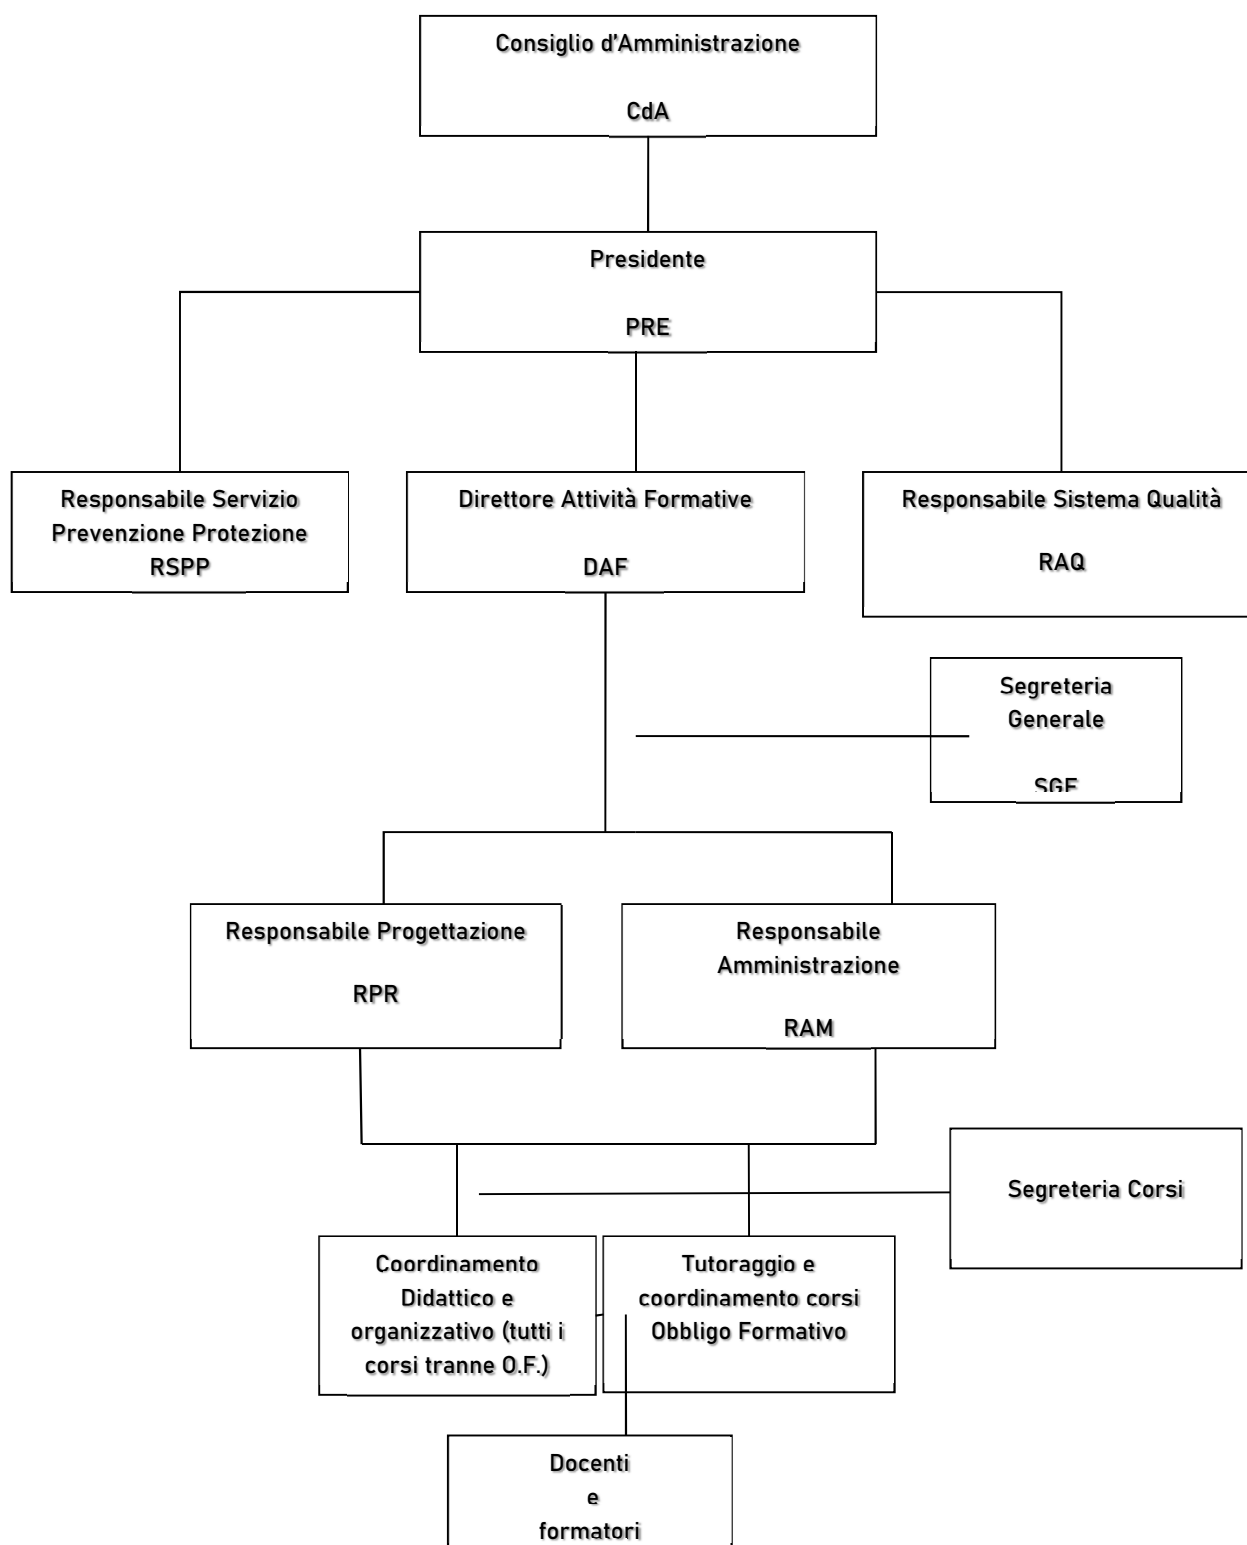 Consiglio d'Amministrazione
CdA
Presidente
PRE
Responsabile Servizio
Prevenzione Protezione
RSPP
Direttore Attività Formative
DAF
Responsabile Sistema Qualità
RAQ
Segreteria
Generale
SGE
Responsabile Progettazione
RPR
Responsabile
Amministrazione
RAM
Segreteria Corsi
Coordinamento
Didattico e
organizzativo (tutti i
corsi tranne O.F.)
Tutoraggio e
coordinamento corsi
Obbligo Formativo
Docenti
e
formatori